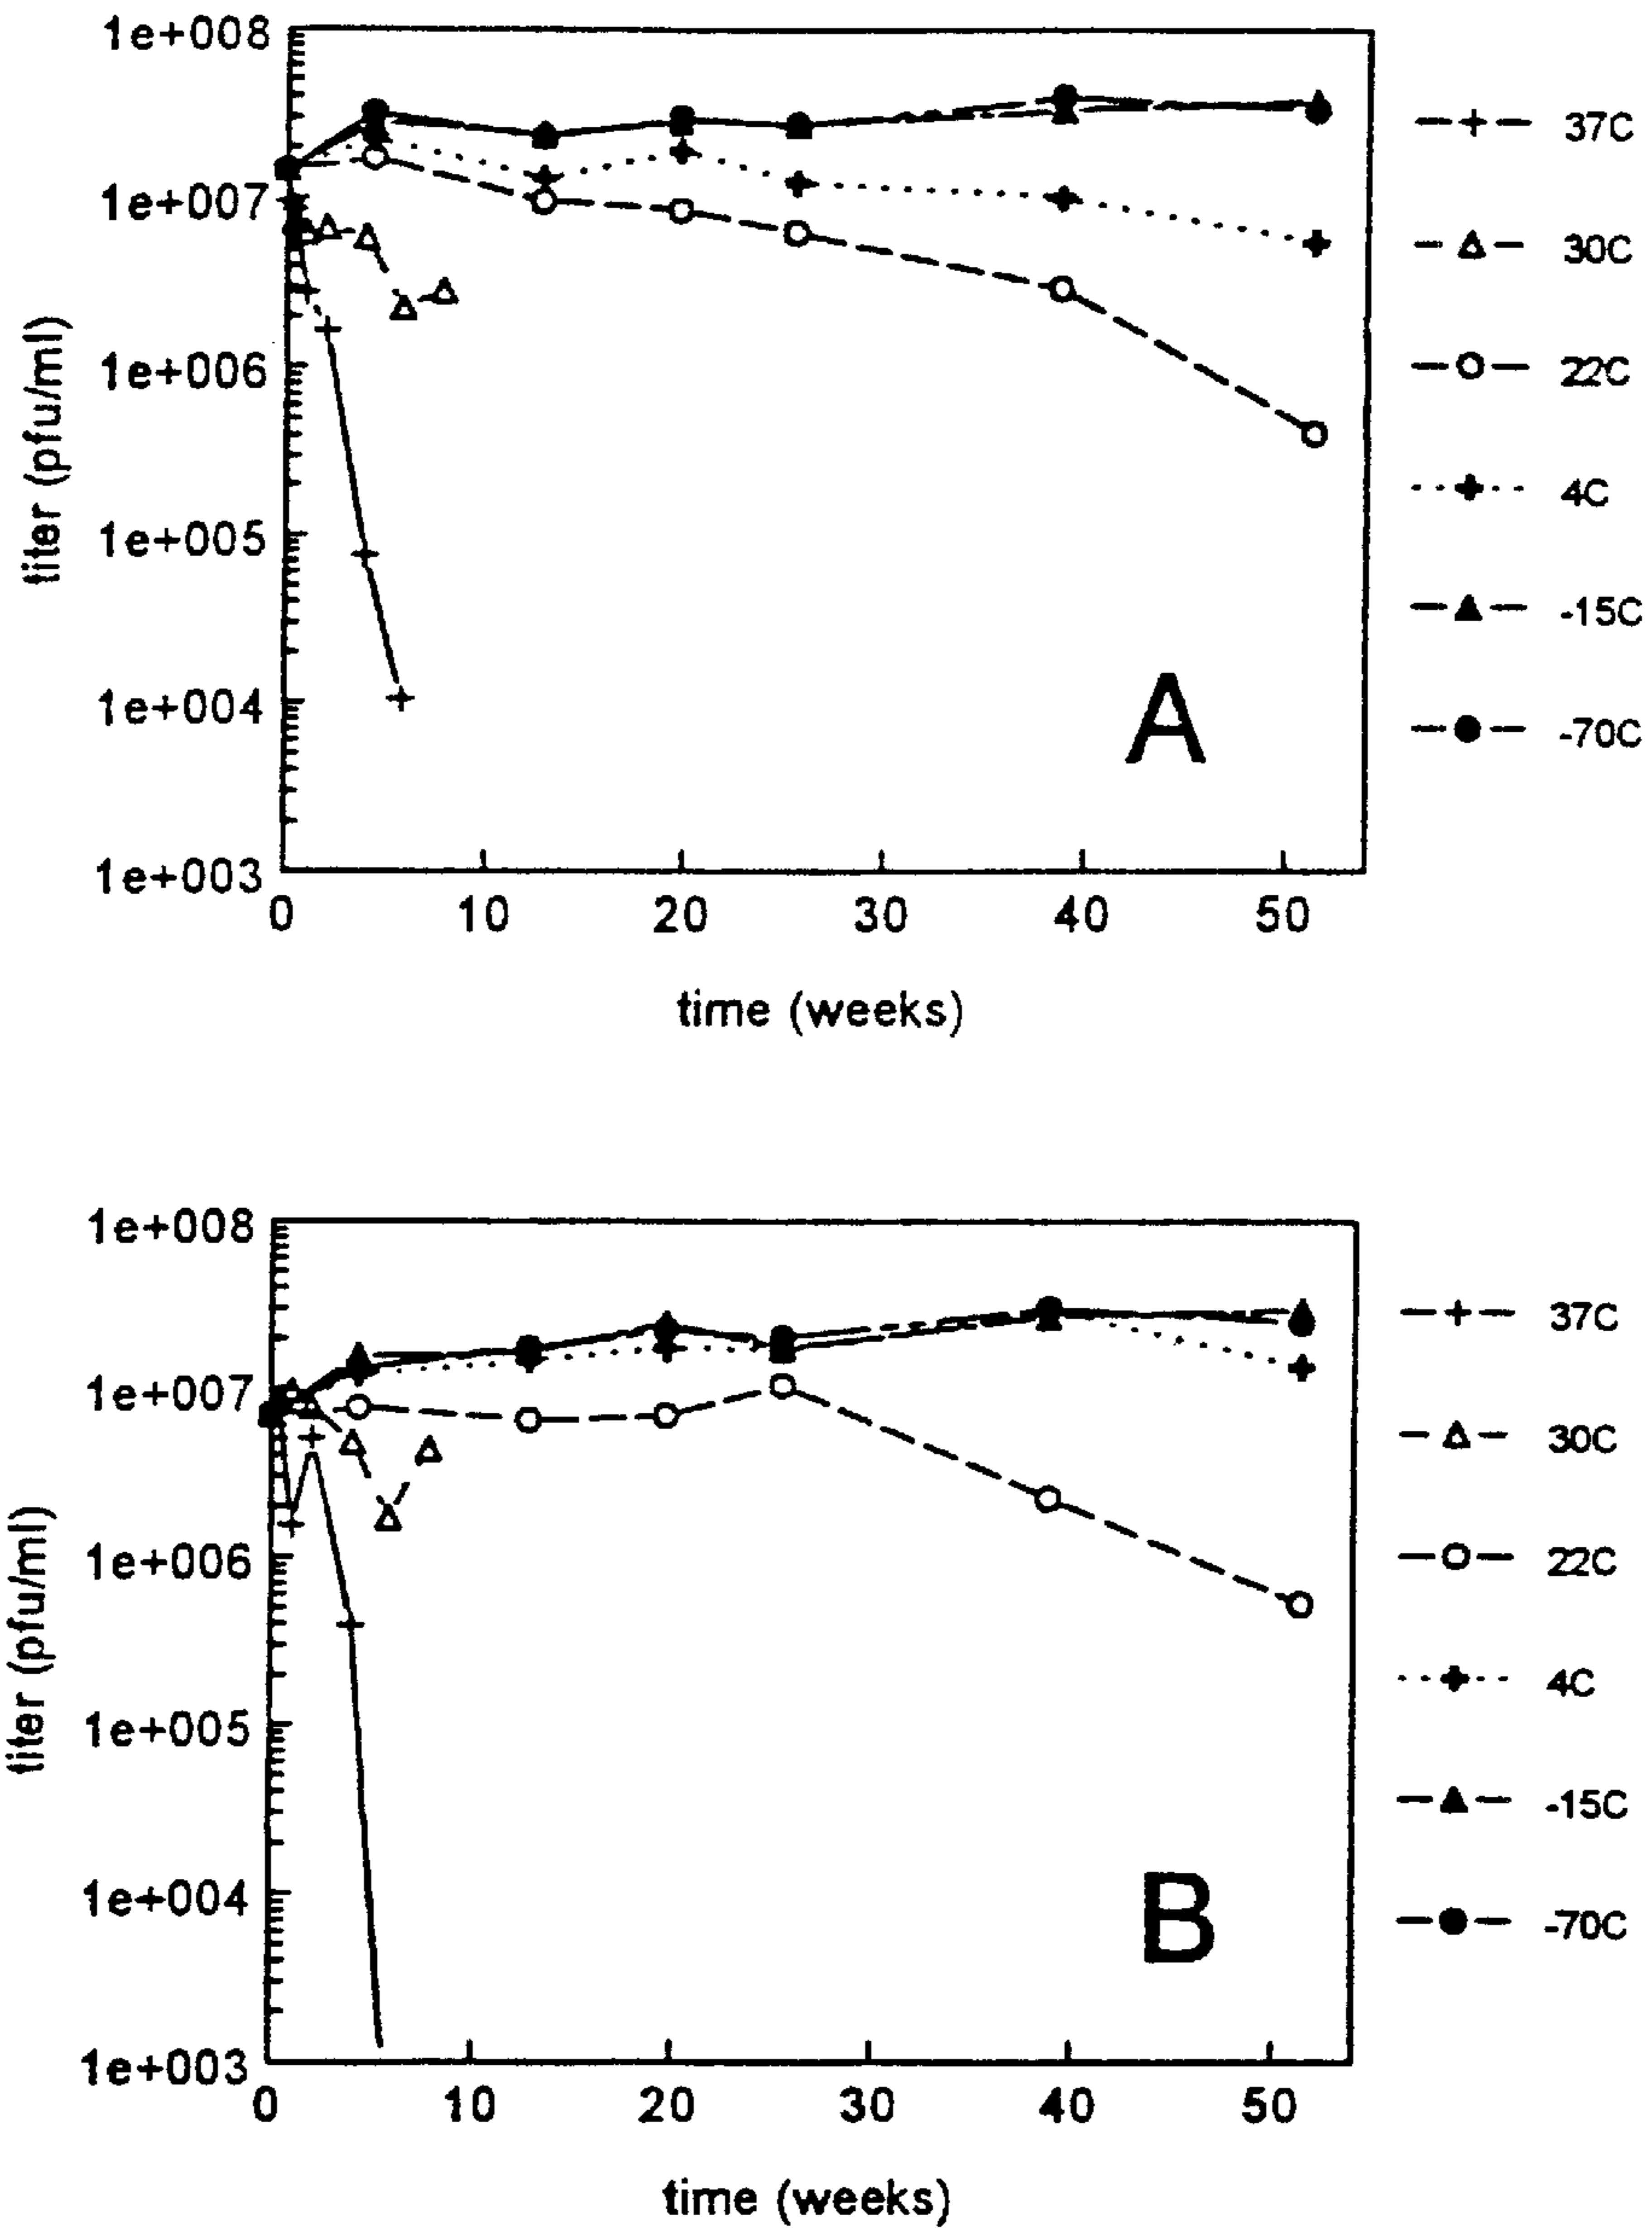 1e+008
1e+007
1e+006
1e+005
1e+004
1e+003
titer (pfu/ml)
0 10 20 30 40 50
time (weeks)
A
37C
30C
22C
4C
-15C
-70C
1e+008
1e+007
1e+006
1e+005
1e+004
1e+003
titer (pfu/ml)
0 10 20 30 40 50
time (weeks)
B
37C
30C
22C
4C
-15C
-70C